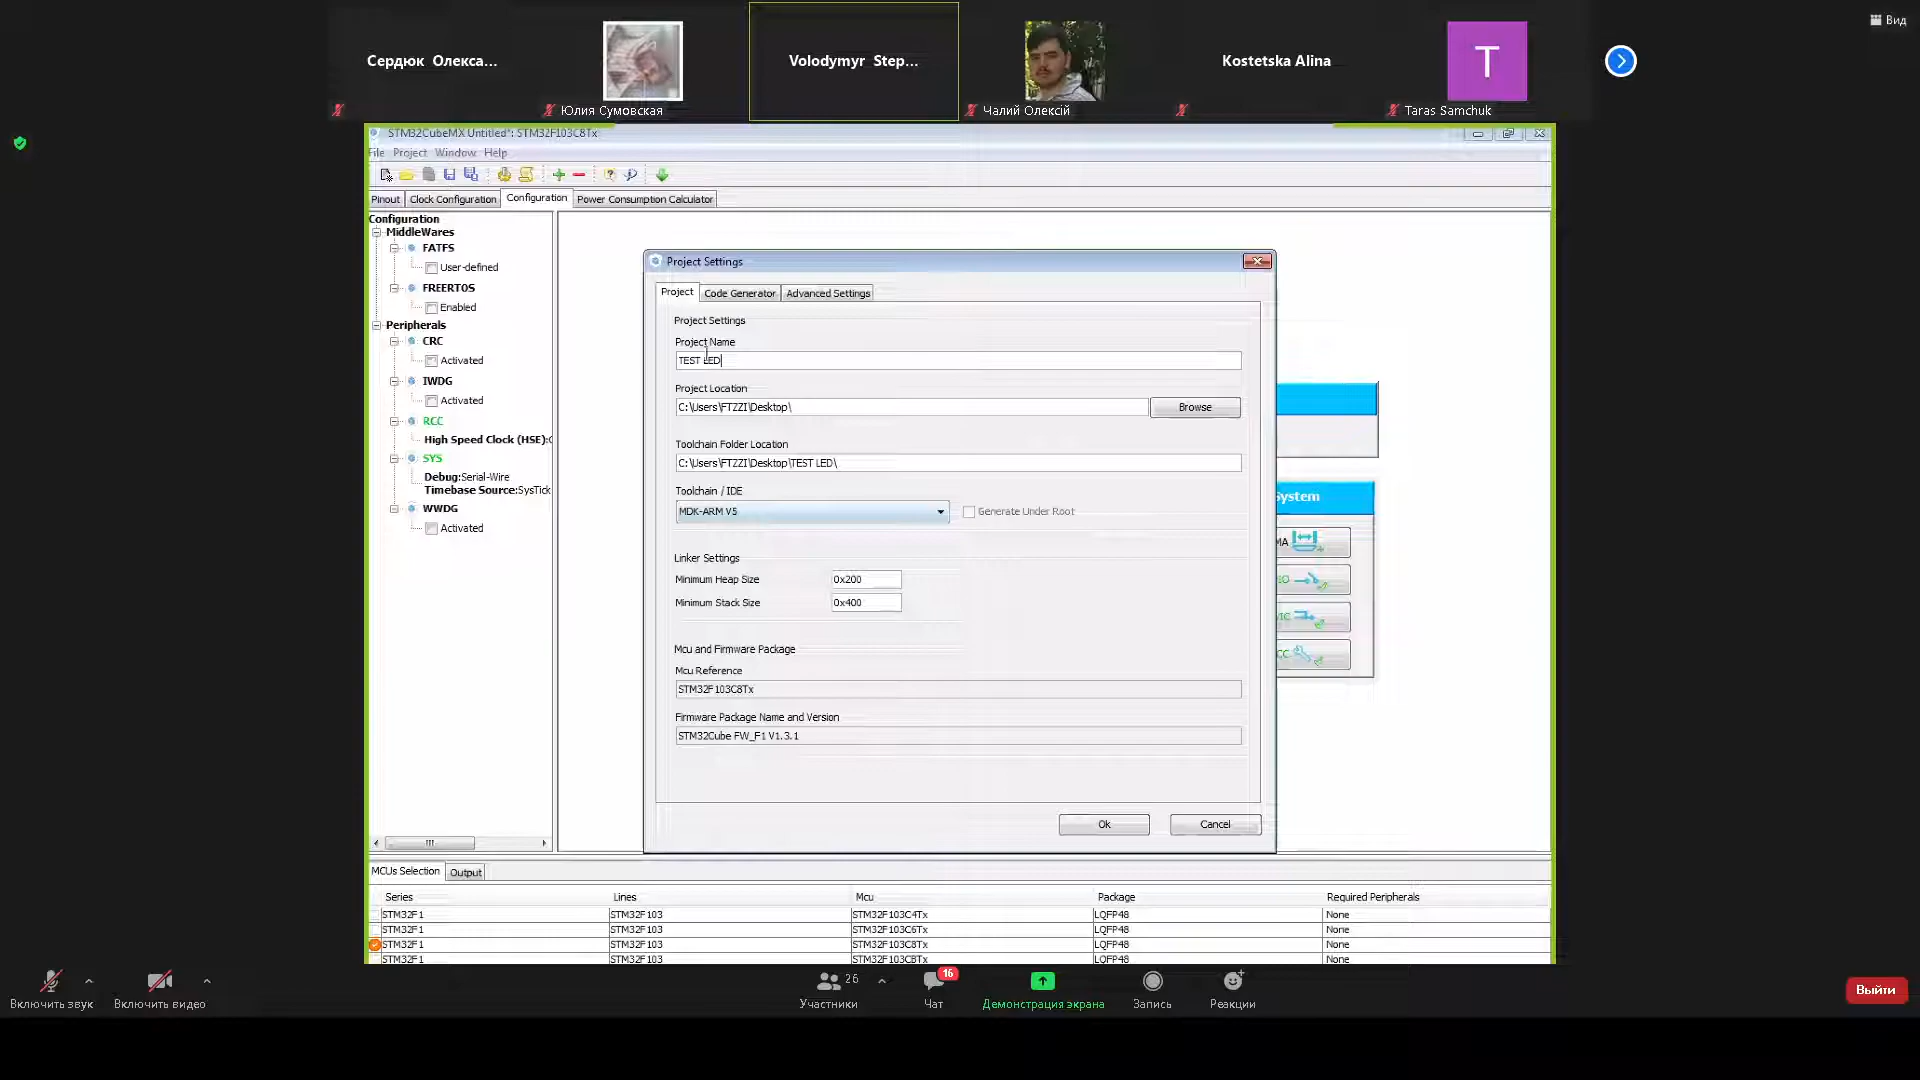 Вид
Сердюк Олекса...
Юлия Сумовская
Volodymyr Step...
Чалий Олексій
Kostetska Alina
T
Taras Samchuk
STM32CubeMX Untitled*: STM32F103C8Tx
File Project Window Help
Pinout Clock Configuration Configuration Power Consumption Calculator
Configuration
MiddleWares
FATFS
User-defined
FREERTOS
Enabled
Peripherals
CRC
Activated
IWDG
Activated
RCC
High Speed Clock (HSE):
SYS
Debug:Serial-Wire
Timebase Source:SysTick
WWDG
Activated
Project Settings
Project Code Generator Advanced Settings
Project Settings
Project Name
TEST LED
Project Location
C:\Users\FTZZI\Desktop\
Browse
Toolchain Folder Location
C:\Users\FTZZI\Desktop\TEST LED\
Toolchain / IDE
MDK-ARM V5
Generate Under Root
Linker Settings
Minimum Heap Size 0x200
Minimum Stack Size 0x400
Mcu and Firmware Package
Mcu Reference
STM32F103C8Tx
Firmware Package Name and Version
STM32Cube FW_F1 V1.3.1
Ok Cancel
System
MA
IO
IC
CC
MCUs Selection Output
Series Lines Mcu Package Required Peripherals
STM32F1 STM32F103 STM32F103C4Tx LQFP48 None
STM32F1 STM32F103 STM32F103C6Tx LQFP48 None
STM32F1 STM32F103 STM32F103C8Tx LQFP48 None
STM32F1 STM32F103 STM32F103CBTx LQFP48 None
Включить звук
Включить видео
26
Участники
16
Чат
Демонстрация экрана
Запись
Реакции
Выйти